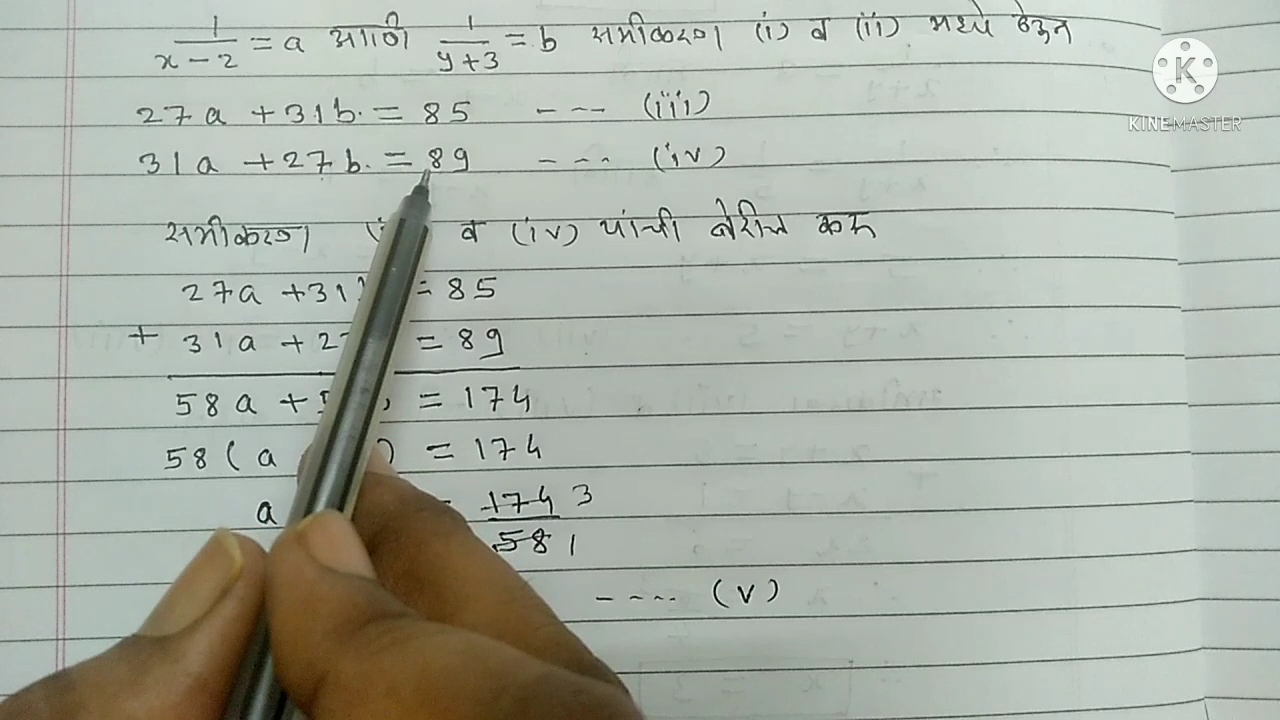 1/(x-2) = a आणी 1/(y+3) = b समीकरण (i) व (ii) मध्ये ठेऊन
K
KINEMASTER
27a + 31b. = 85 --- (iii)
31a + 27b. = 89 --- (iv)
समीकरण व (iv) यांची बेरीज करू
27a + 31 = 85
+ 31a + 2 = 89
58a + = 174
58(a ) = 174
a 174 3
58 1
---- (v)